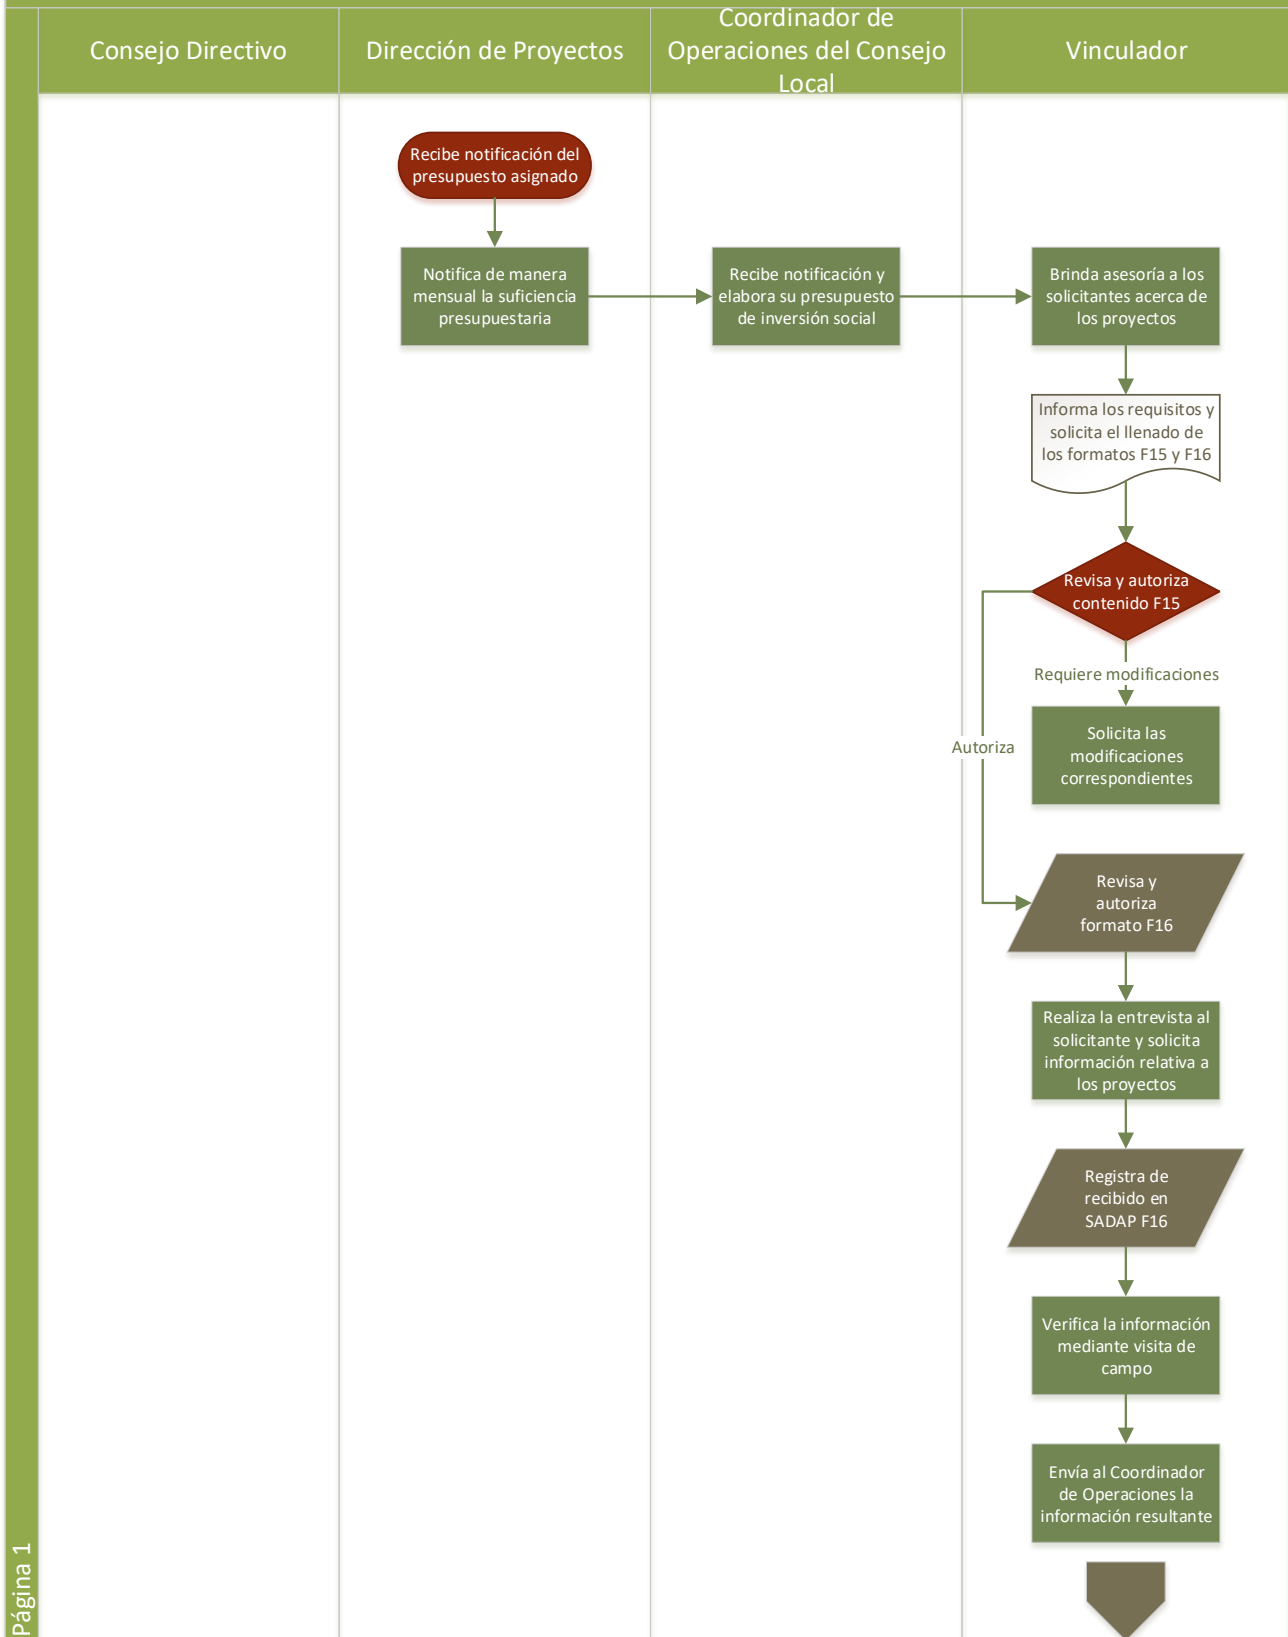 Consejo Directivo
Dirección de Proyectos
Coordinador de
Operaciones del Consejo
Local
Vinculador
Recibe notificación del
presupuesto asignado
Notifica de manera
mensual la suficiencia
presupuestaria
Recibe notificación y
elabora su presupuesto
de inversión social
Brinda asesoría a los
solicitantes acerca de
los proyectos
Informa los requisitos y
solicita el llenado de
los formatos F15 y F16
Revisa y autoriza
contenido F15
Requiere modificaciones
Solicita las
modificaciones
correspondientes
Autoriza
Revisa y
autoriza
formato F16
Realiza la entrevista al
solicitante y solicita
información relativa a
los proyectos
Registra de
recibido en
SADAP F16
Verifica la información
mediante visita de
campo
Envía al Coordinador
de Operaciones la
información resultante
Página 1